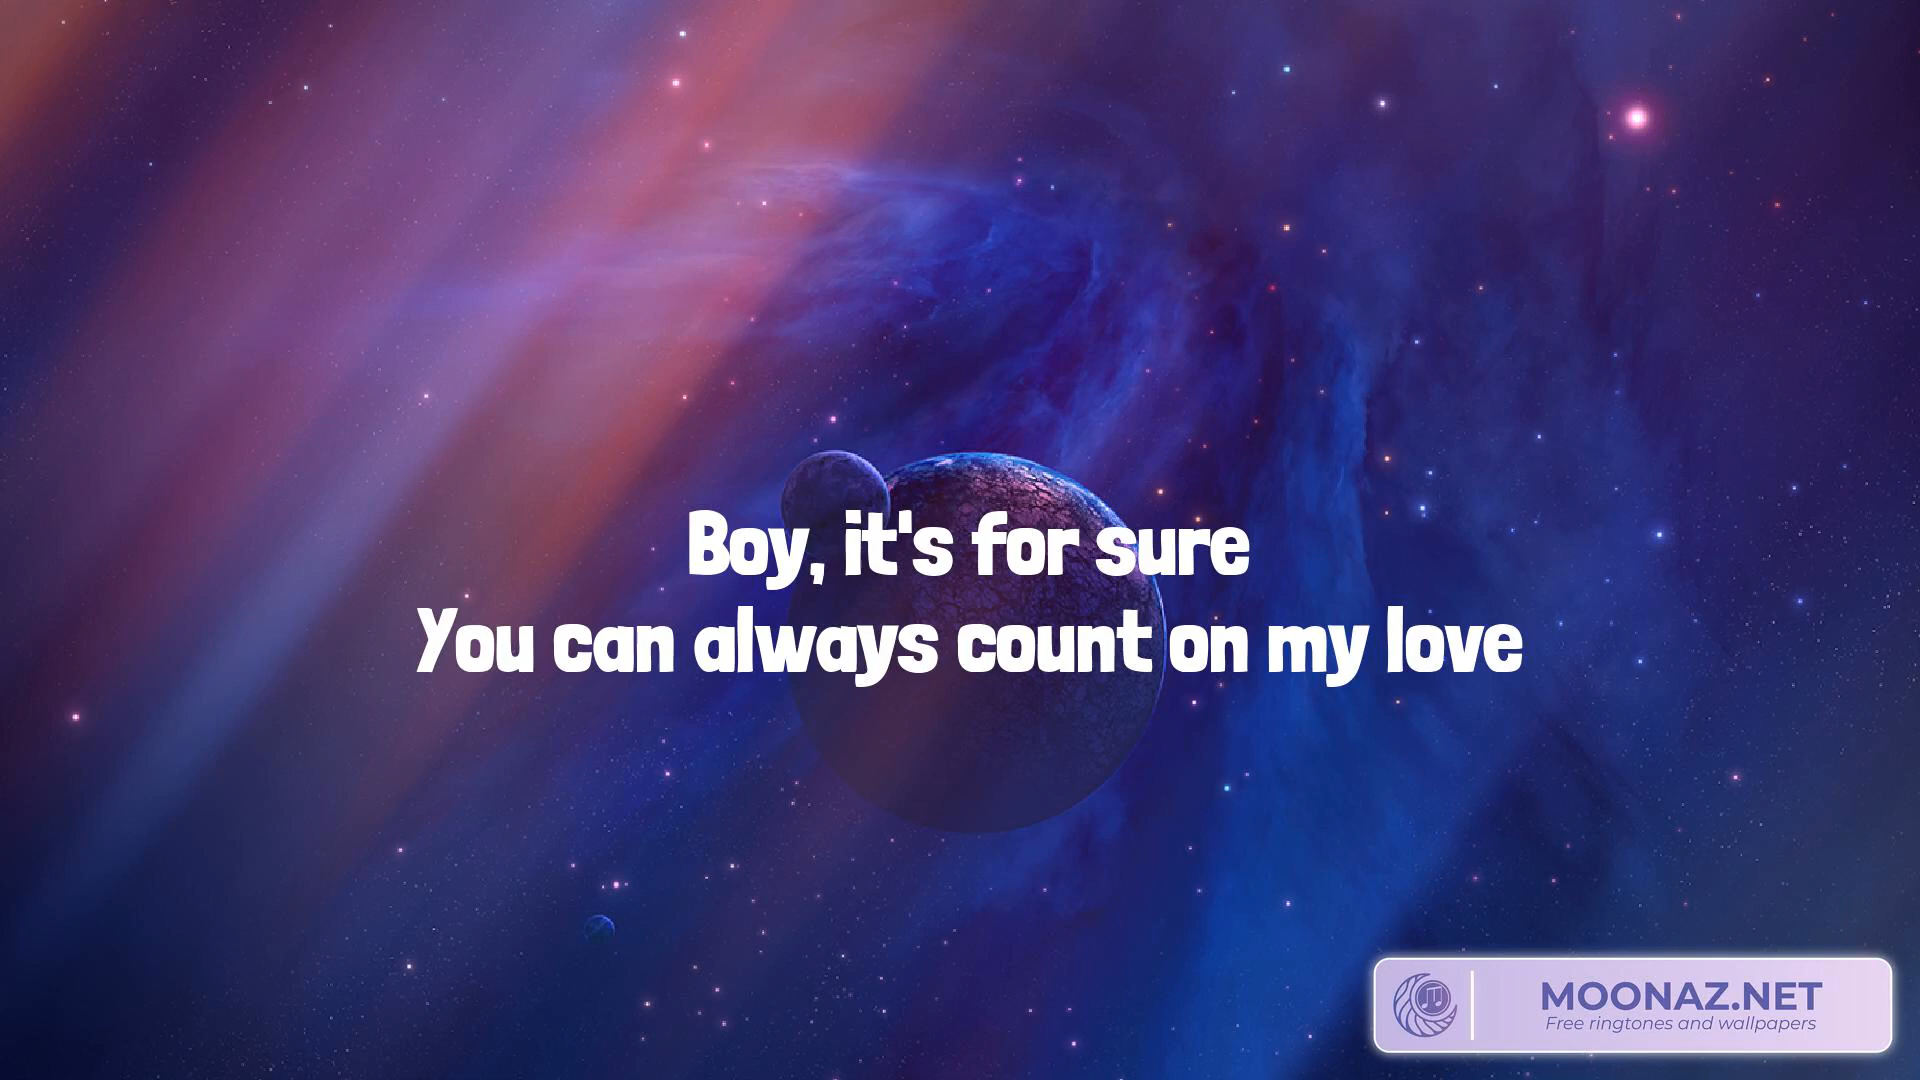 Boy, it's for sure
You can always count on my love
MOONAZ.NET
Free ringtones and wallpapers